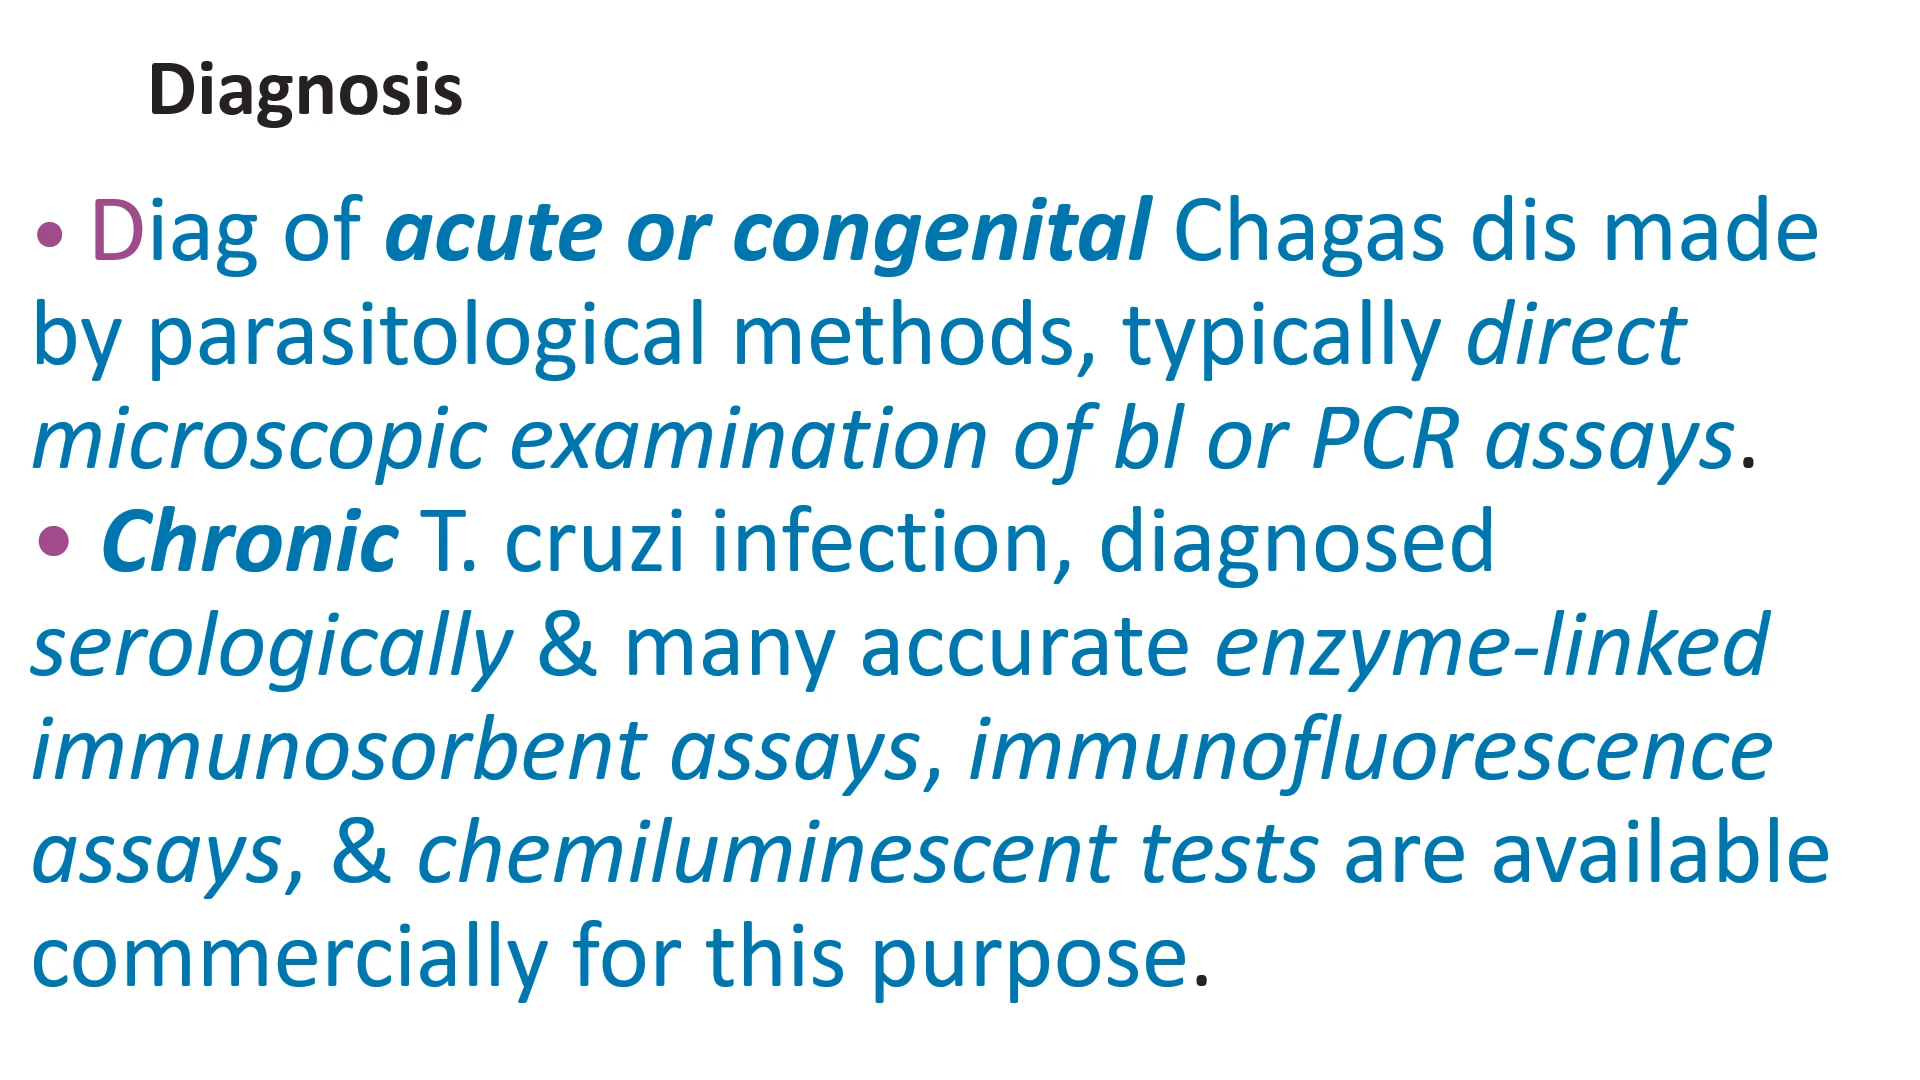 Diagnosis
• Diag of acute or congenital Chagas dis made
by parasitological methods, typically direct
microscopic examination of bl or PCR assays.
• Chronic T. cruzi infection, diagnosed
serologically & many accurate enzyme-linked
immunosorbent assays, immunofluorescence
assays, & chemiluminescent tests are available
commercially for this purpose.